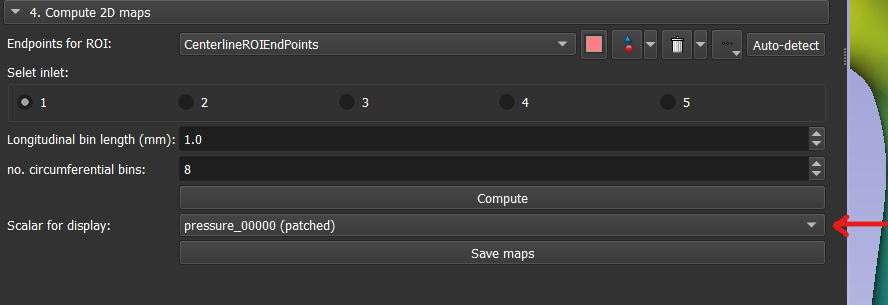 4. Compute 2D maps
Endpoints for ROI: CenterlineROIEndPoints Auto-detect
Selet inlet:
1 2 3 4 5
Longitudinal bin length (mm): 1.0
no. circumferential bins: 8
Compute
Scalar for display: pressure_00000 (patched)
Save maps